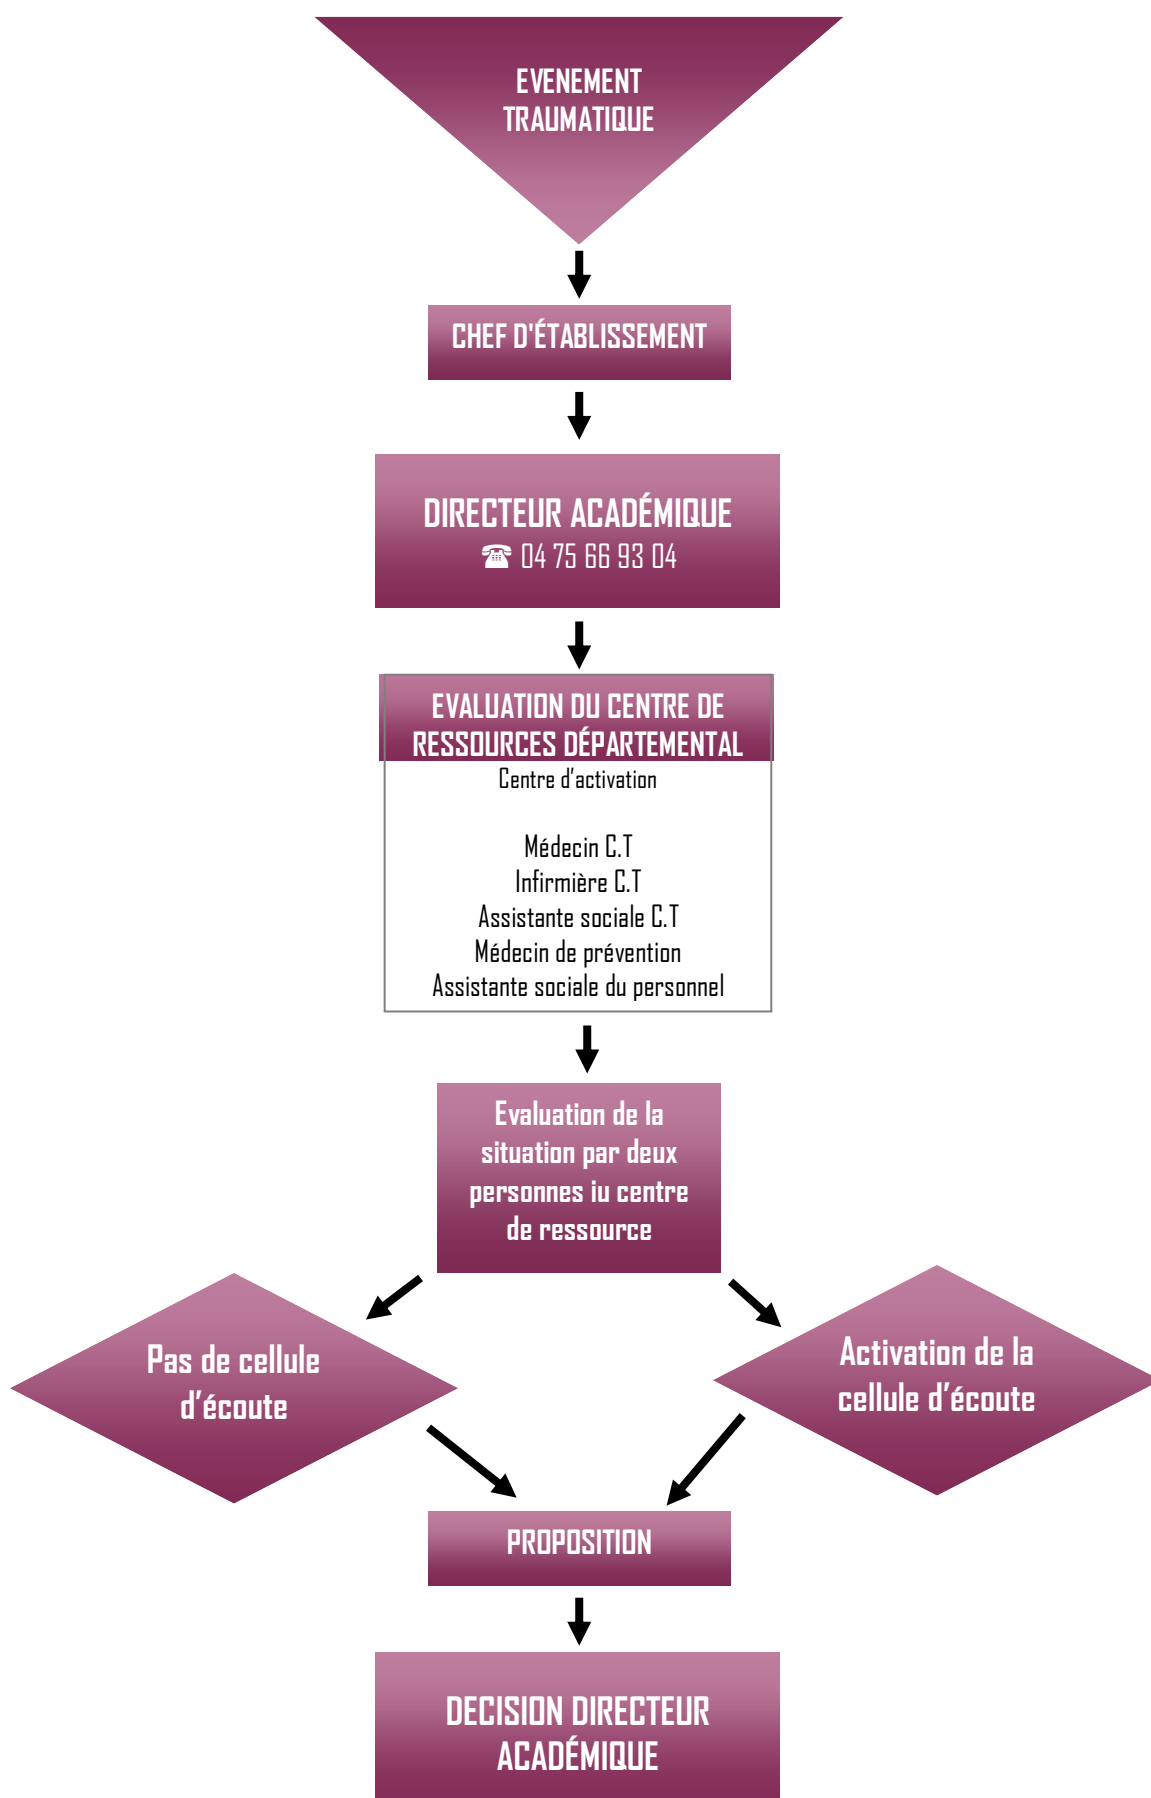 EVENEMENT
TRAUMATIQUE
CHEF D'ÉTABLISSEMENT
DIRECTEUR ACADÉMIQUE
☎ 04 75 66 93 04
EVALUATION DU CENTRE DE
RESSOURCES DÉPARTEMENTAL
Centre d'activation
Médecin C.T
Infirmière C.T
Assistante sociale C.T
Médecin de prévention
Assistante sociale du personnel
Evaluation de la
situation par deux
personnes iu centre
de ressource
Pas de cellule
d'écoute
Activation de la
cellule d'écoute
PROPOSITION
DECISION DIRECTEUR
ACADÉMIQUE